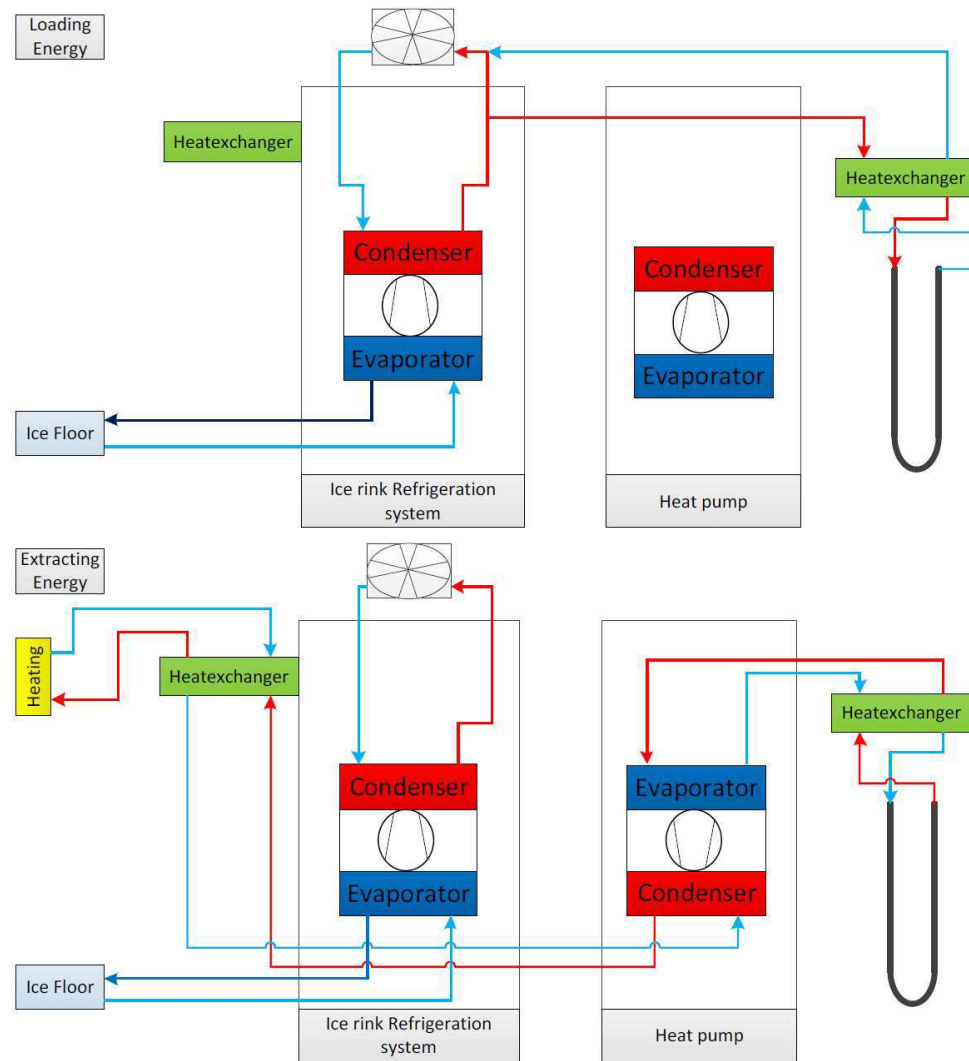 Loading
Energy
Heatexchanger
Heatexchanger
Condenser
Condenser
Evaporator
Evaporator
Ice Floor
Ice rink Refrigeration
system
Heat pump
Extracting
Energy
Heating
Heatexchanger
Heatexchanger
Condenser
Evaporator
Evaporator
Condenser
Ice Floor
Ice rink Refrigeration
system
Heat pump